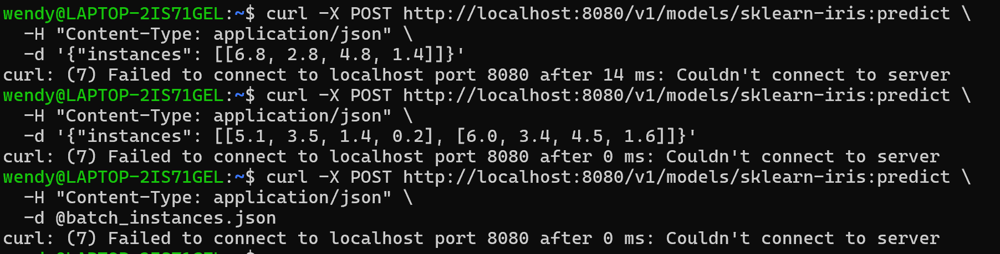 wendy@LAPTOP-2IS71GEL:~$ curl -X POST http://localhost:8080/v1/models/sklearn-iris:predict \
  -H "Content-Type: application/json" \
  -d '{"instances": [[6.8, 2.8, 4.8, 1.4]]}'
curl: (7) Failed to connect to localhost port 8080 after 14 ms: Couldn't connect to server
wendy@LAPTOP-2IS71GEL:~$ curl -X POST http://localhost:8080/v1/models/sklearn-iris:predict \
  -H "Content-Type: application/json" \
  -d '{"instances": [[5.1, 3.5, 1.4, 0.2], [6.0, 3.4, 4.5, 1.6]]}'
curl: (7) Failed to connect to localhost port 8080 after 0 ms: Couldn't connect to server
wendy@LAPTOP-2IS71GEL:~$ curl -X POST http://localhost:8080/v1/models/sklearn-iris:predict \
  -H "Content-Type: application/json" \
  -d @batch_instances.json
curl: (7) Failed to connect to localhost port 8080 after 0 ms: Couldn't connect to server